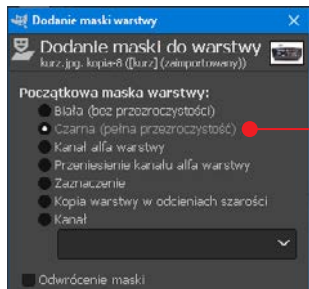 Dodanie maski warstwy
Dodanie maski do warstwy
kurz.jpg. kopia-8 ([kurz] (zaimportowany))
Początkowa maska warstwy:
Biała (bez przezroczystości)
Czarna (pełna przezroczystość)
Kanał alfa warstwy
Przeniesienie kanału alfa warstwy
Zaznaczenie
Kopia warstwy w odcieniach szarości
Kanał
Odwrócenie maski